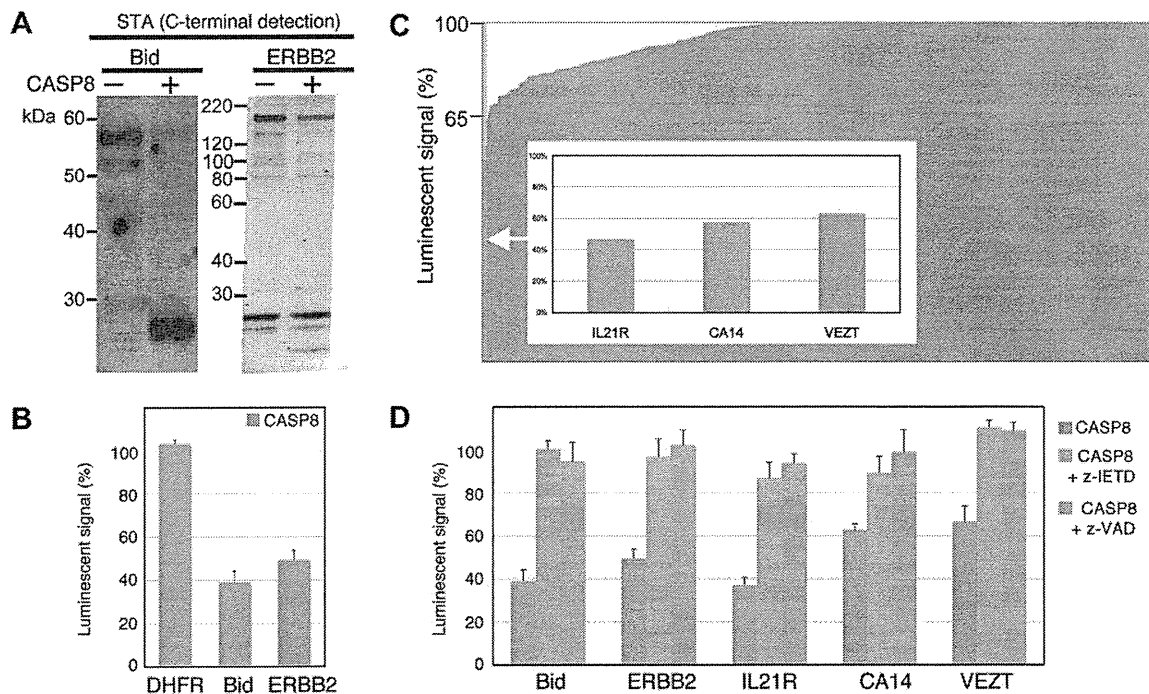 A
STA (C-terminal detection)
Bid ERBB2
CASP8 − + − +
kDa
60
50
40
30
220
120
100
80
60
40
30
C
Luminescent signal (%)
100
65
100%
80%
60%
40%
20%
0%
IL21R CA14 VEZT
B
CASP8
Luminescent signal (%)
100
80
60
40
20
0
DHFR Bid ERBB2
D
Luminescent signal (%)
100
80
60
40
20
0
Bid ERBB2 IL21R CA14 VEZT
CASP8
CASP8
+ z-IETD
CASP8
+ z-VAD